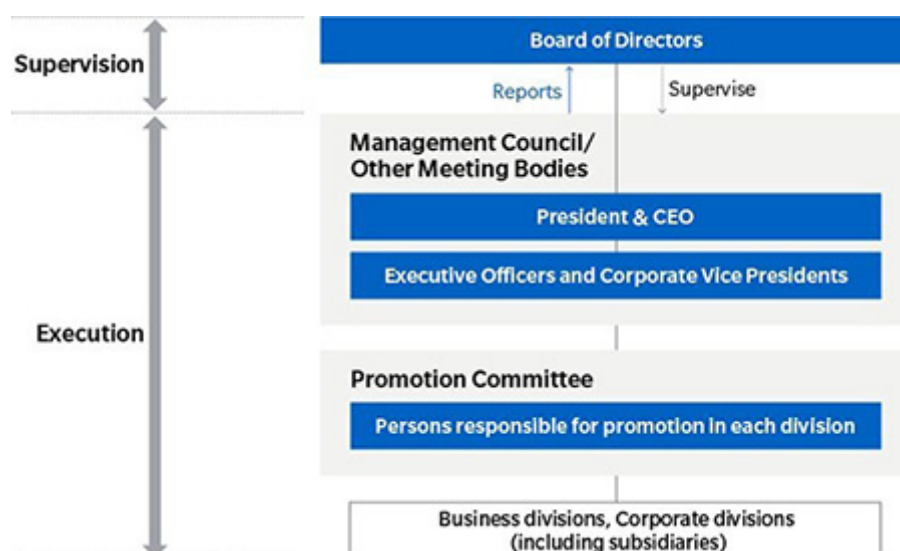 Supervision
Board of Directors
Reports
Supervise
Management Council/
Other Meeting Bodies
President & CEO
Executive Officers and Corporate Vice Presidents
Execution
Promotion Committee
Persons responsible for promotion in each division
Business divisions, Corporate divisions
(including subsidiaries)